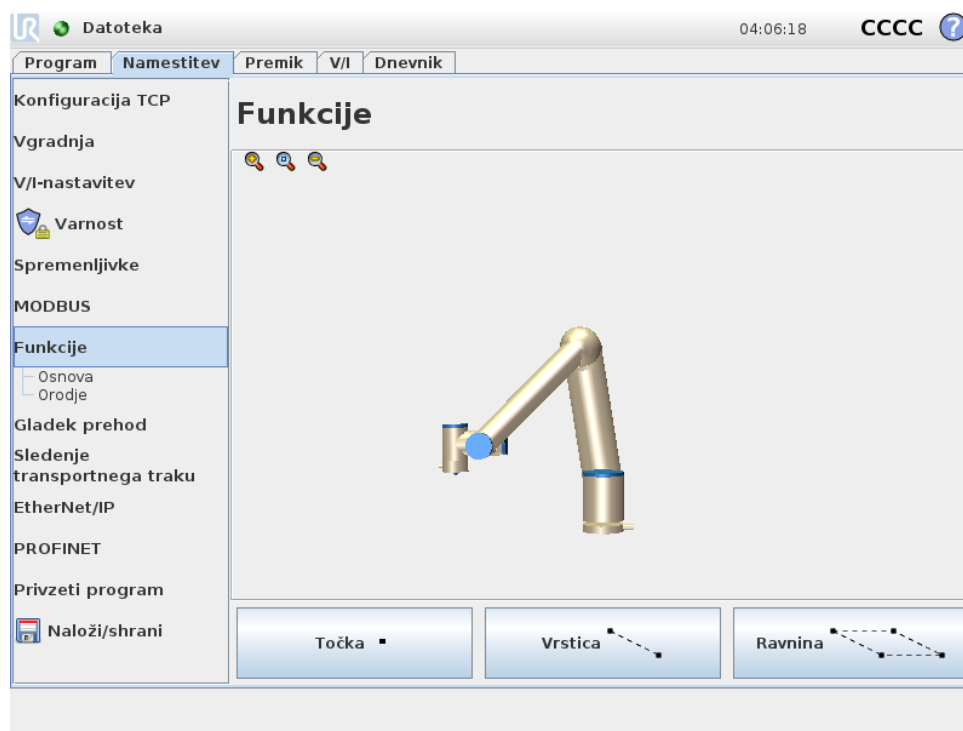 UR Datoteka 04:06:18 CCCC ?
Program Namestitev Premik V/I Dnevnik
Konfiguracija TCP
Vgradnja
V/I-nastavitev
Varnost
Spremenljivke
MODBUS
Funkcije
Osnova
Orodje
Gladek prehod
Sledenje
transportnega traku
EtherNet/IP
PROFINET
Privzeti program
Naloži/shrani
Funkcije
Točka Vrstica Ravnina